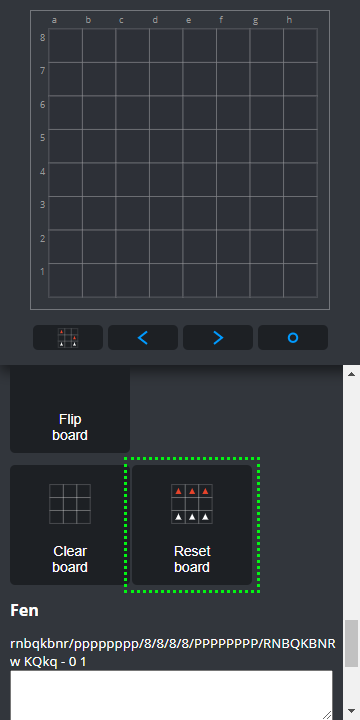 a b c d e f g h
8
7
6
5
4
3
2
1
Flip
board
Clear
board
Reset
board
Fen
rnbqkbnr/pppppppp/8/8/8/8/PPPPPPPP/RNBQKBNR
w KQkq - 0 1